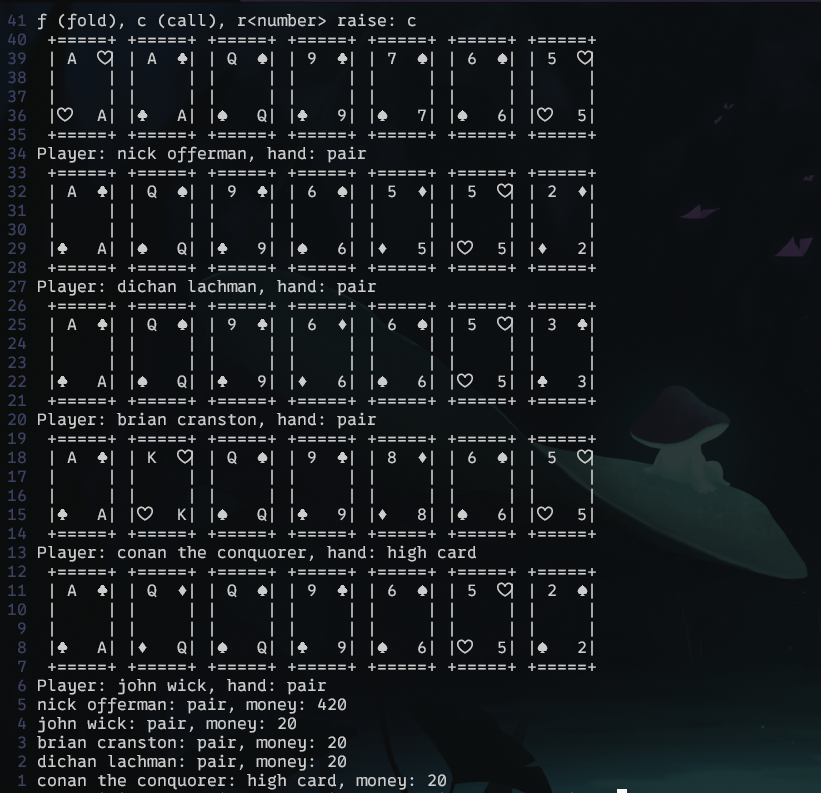 41 f (fold), c (call), r<number> raise: c
40 +=====+ +=====+ +=====+ +=====+ +=====+ +=====+ +=====+
39 | A ♡| | A ♣| | Q ♠| | 9 ♣| | 7 ♠| | 6 ♠| | 5 ♡|
38 | | | | | | | | | | | | | |
37 | | | | | | | | | | | | | |
36 |♡ A| |♣ A| |♠ Q| |♣ 9| |♠ 7| |♠ 6| |♡ 5|
35 +=====+ +=====+ +=====+ +=====+ +=====+ +=====+ +=====+
34 Player: nick offerman, hand: pair
33 +=====+ +=====+ +=====+ +=====+ +=====+ +=====+ +=====+
32 | A ♣| | Q ♠| | 9 ♣| | 6 ♠| | 5 ♦| | 5 ♡| | 2 ♦|
31 | | | | | | | | | | | | | |
30 | | | | | | | | | | | | | |
29 |♣ A| |♠ Q| |♣ 9| |♠ 6| |♦ 5| |♡ 5| |♦ 2|
28 +=====+ +=====+ +=====+ +=====+ +=====+ +=====+ +=====+
27 Player: dichan lachman, hand: pair
26 +=====+ +=====+ +=====+ +=====+ +=====+ +=====+ +=====+
25 | A ♣| | Q ♠| | 9 ♣| | 6 ♦| | 6 ♠| | 5 ♡| | 3 ♣|
24 | | | | | | | | | | | | | |
23 | | | | | | | | | | | | | |
22 |♣ A| |♠ Q| |♣ 9| |♦ 6| |♠ 6| |♡ 5| |♣ 3|
21 +=====+ +=====+ +=====+ +=====+ +=====+ +=====+ +=====+
20 Player: brian cranston, hand: pair
19 +=====+ +=====+ +=====+ +=====+ +=====+ +=====+ +=====+
18 | A ♣| | K ♡| | Q ♠| | 9 ♣| | 8 ♦| | 6 ♠| | 5 ♡|
17 | | | | | | | | | | | | | |
16 | | | | | | | | | | | | | |
15 |♣ A| |♡ K| |♠ Q| |♣ 9| |♦ 8| |♠ 6| |♡ 5|
14 +=====+ +=====+ +=====+ +=====+ +=====+ +=====+ +=====+
13 Player: conan the conquorer, hand: high card
12 +=====+ +=====+ +=====+ +=====+ +=====+ +=====+ +=====+
11 | A ♣| | Q ♦| | Q ♠| | 9 ♣| | 6 ♠| | 5 ♡| | 2 ♠|
10 | | | | | | | | | | | | | |
9 | | | | | | | | | | | | | |
8 |♣ A| |♦ Q| |♠ Q| |♣ 9| |♠ 6| |♡ 5| |♠ 2|
7 +=====+ +=====+ +=====+ +=====+ +=====+ +=====+ +=====+
6 Player: john wick, hand: pair
5 nick offerman: pair, money: 420
4 john wick: pair, money: 20
3 brian cranston: pair, money: 20
2 dichan lachman: pair, money: 20
1 conan the conquorer: high card, money: 20